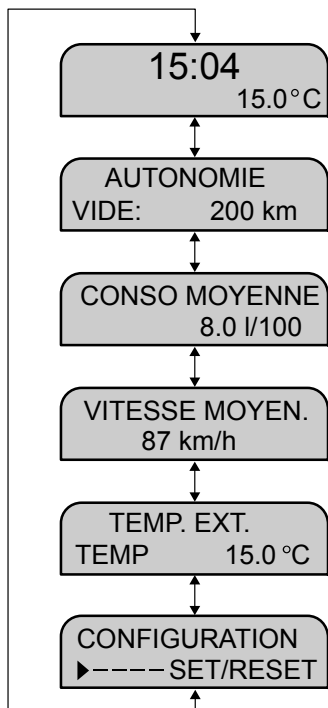 15:04
15.0°C
AUTONOMIE
VIDE: 200 km
CONSO MOYENNE
8.0 l/100
VITESSE MOYEN.
87 km/h
TEMP. EXT.
TEMP 15.0 °C
CONFIGURATION
▶----SET/RESET